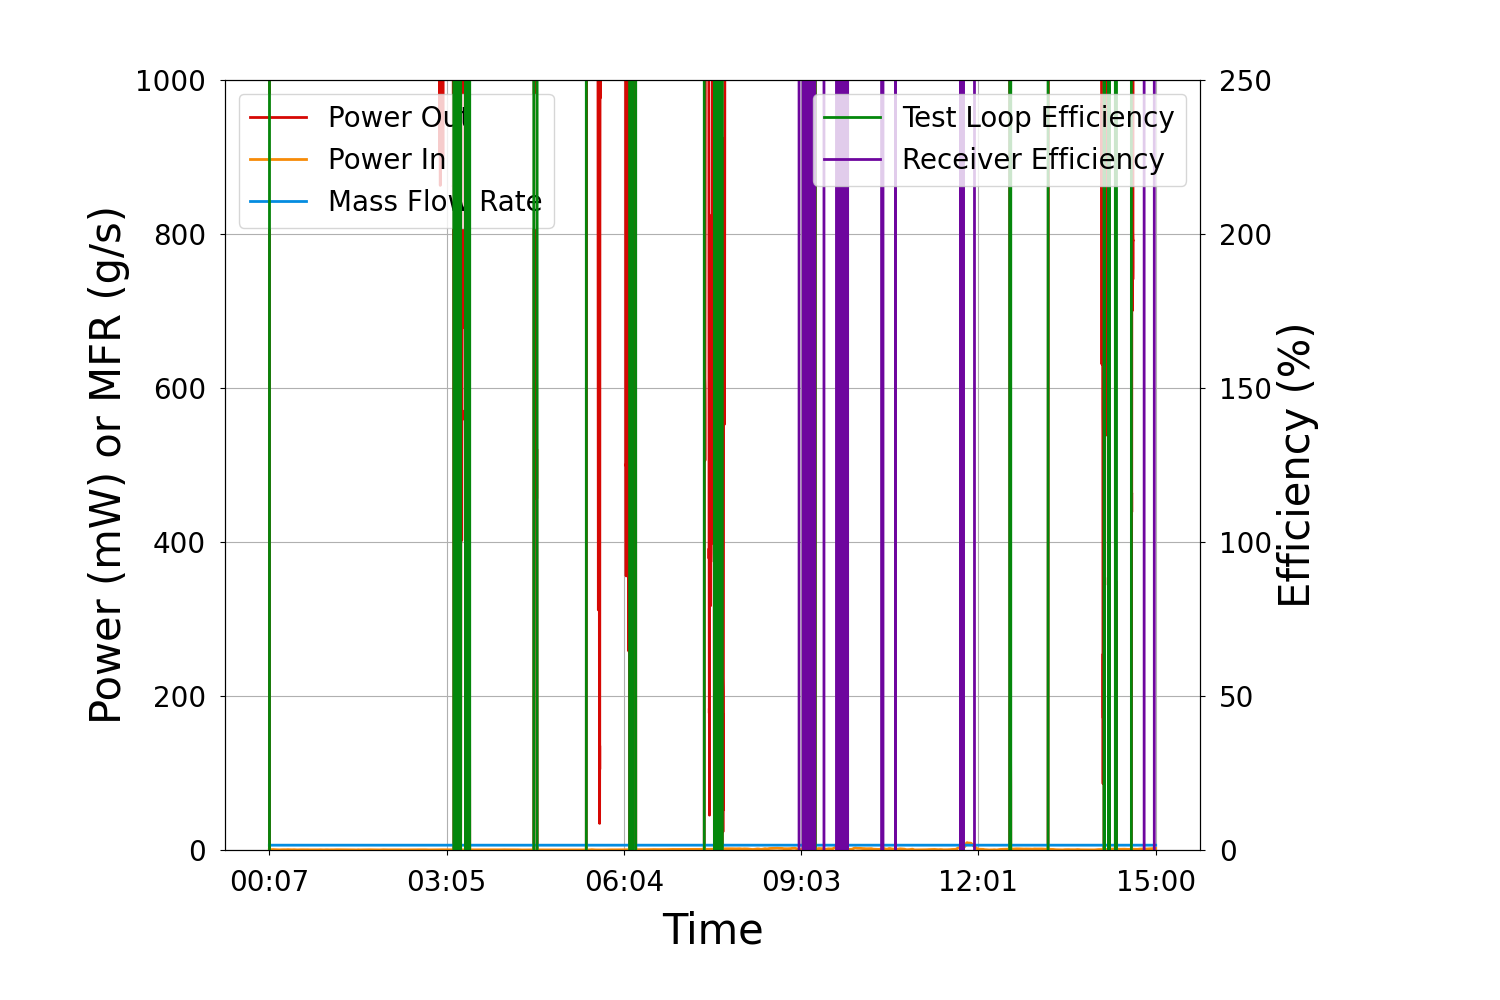 Power (mW) or MFR (g/s)
1000
800
600
400
200
0
Power Out
Power In
Mass Flow Rate
Test Loop Efficiency
Receiver Efficiency
250
200
150
100
50
0
Efficiency (%)
00:07 03:05 06:04 09:03 12:01 15:00
Time